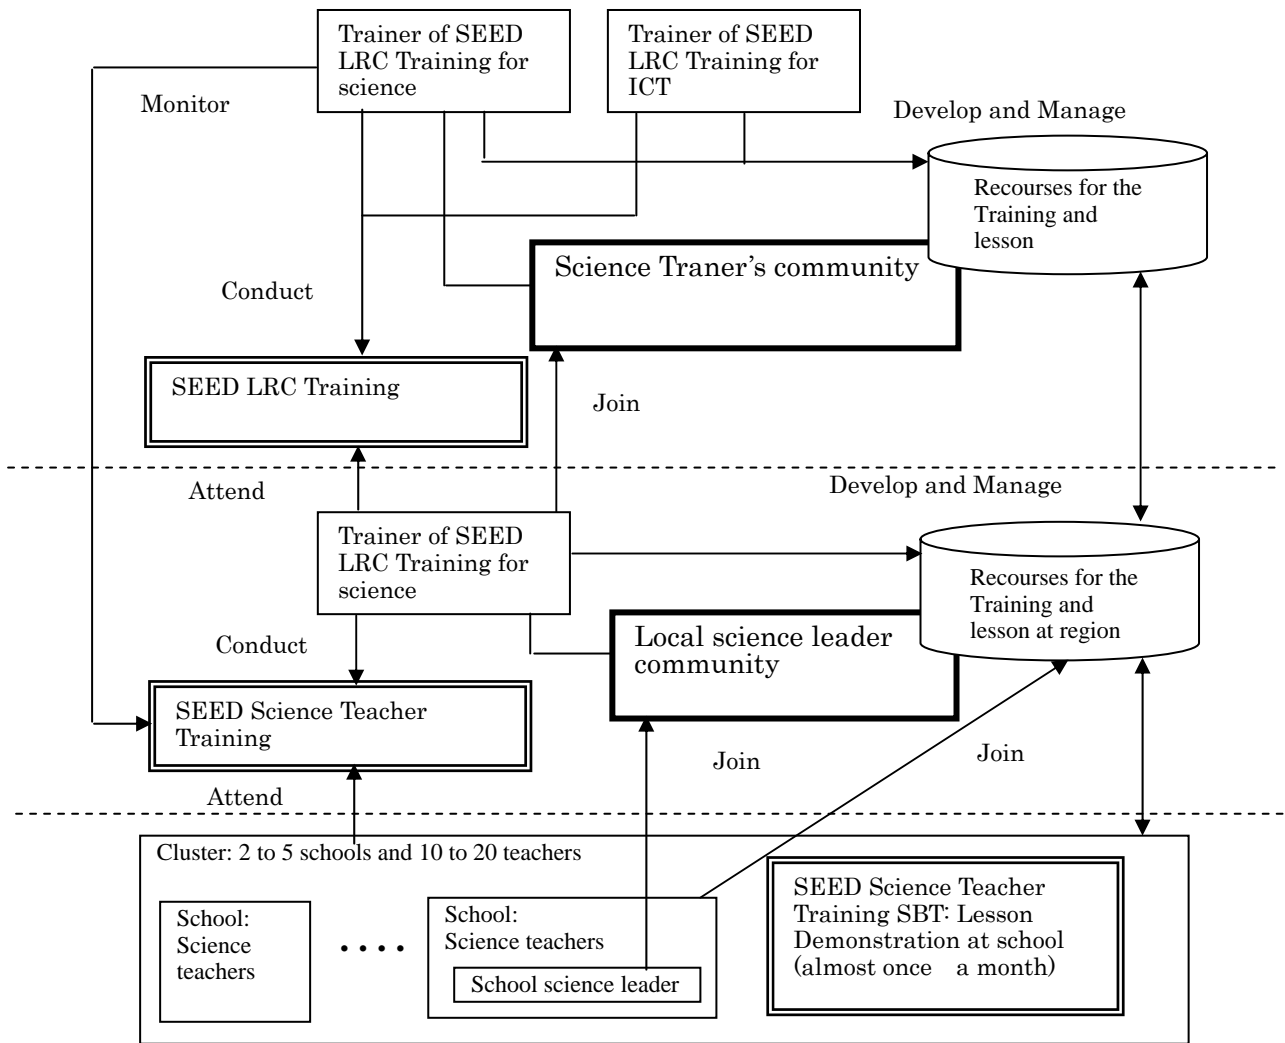 Trainer of SEED
LRC Training for
science
Trainer of SEED
LRC Training for
ICT
Monitor
Develop and Manage
Recourses for the
Training and
lesson
Science Traner's community
Conduct
SEED LRC Training
Join
Attend
Develop and Manage
Trainer of SEED
LRC Training for
science
Recourses for the
Training and
lesson at region
Conduct
Local science leader
community
SEED Science Teacher
Training
Join
Join
Attend
Cluster: 2 to 5 schools and 10 to 20 teachers
School:
Science
teachers
....
School:
Science teachers
School science leader
SEED Science Teacher
Training SBT: Lesson
Demonstration at school
(almost once a month)